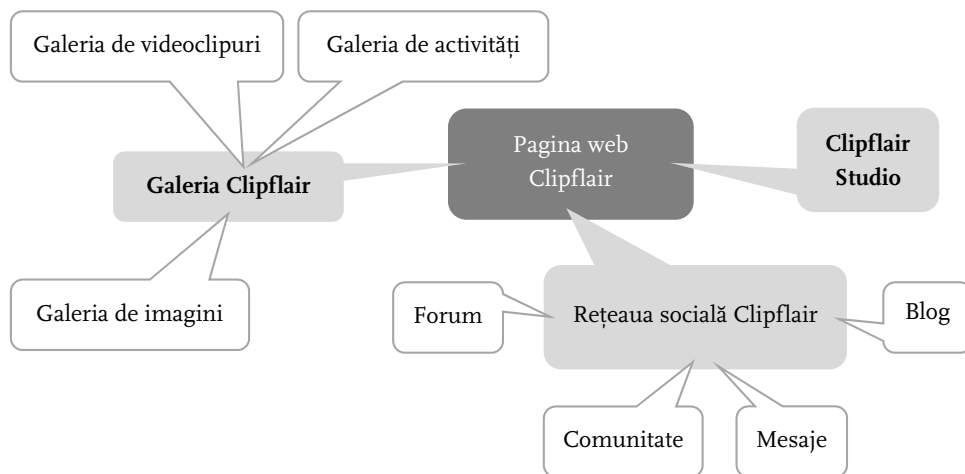 Galeria de videoclipuri
Galeria de activități
Pagina web
Clipflair
Clipflair
Studio
Galeria Clipflair
Galeria de imagini
Forum
Rețeaua socială Clipflair
Blog
Comunitate
Mesaje